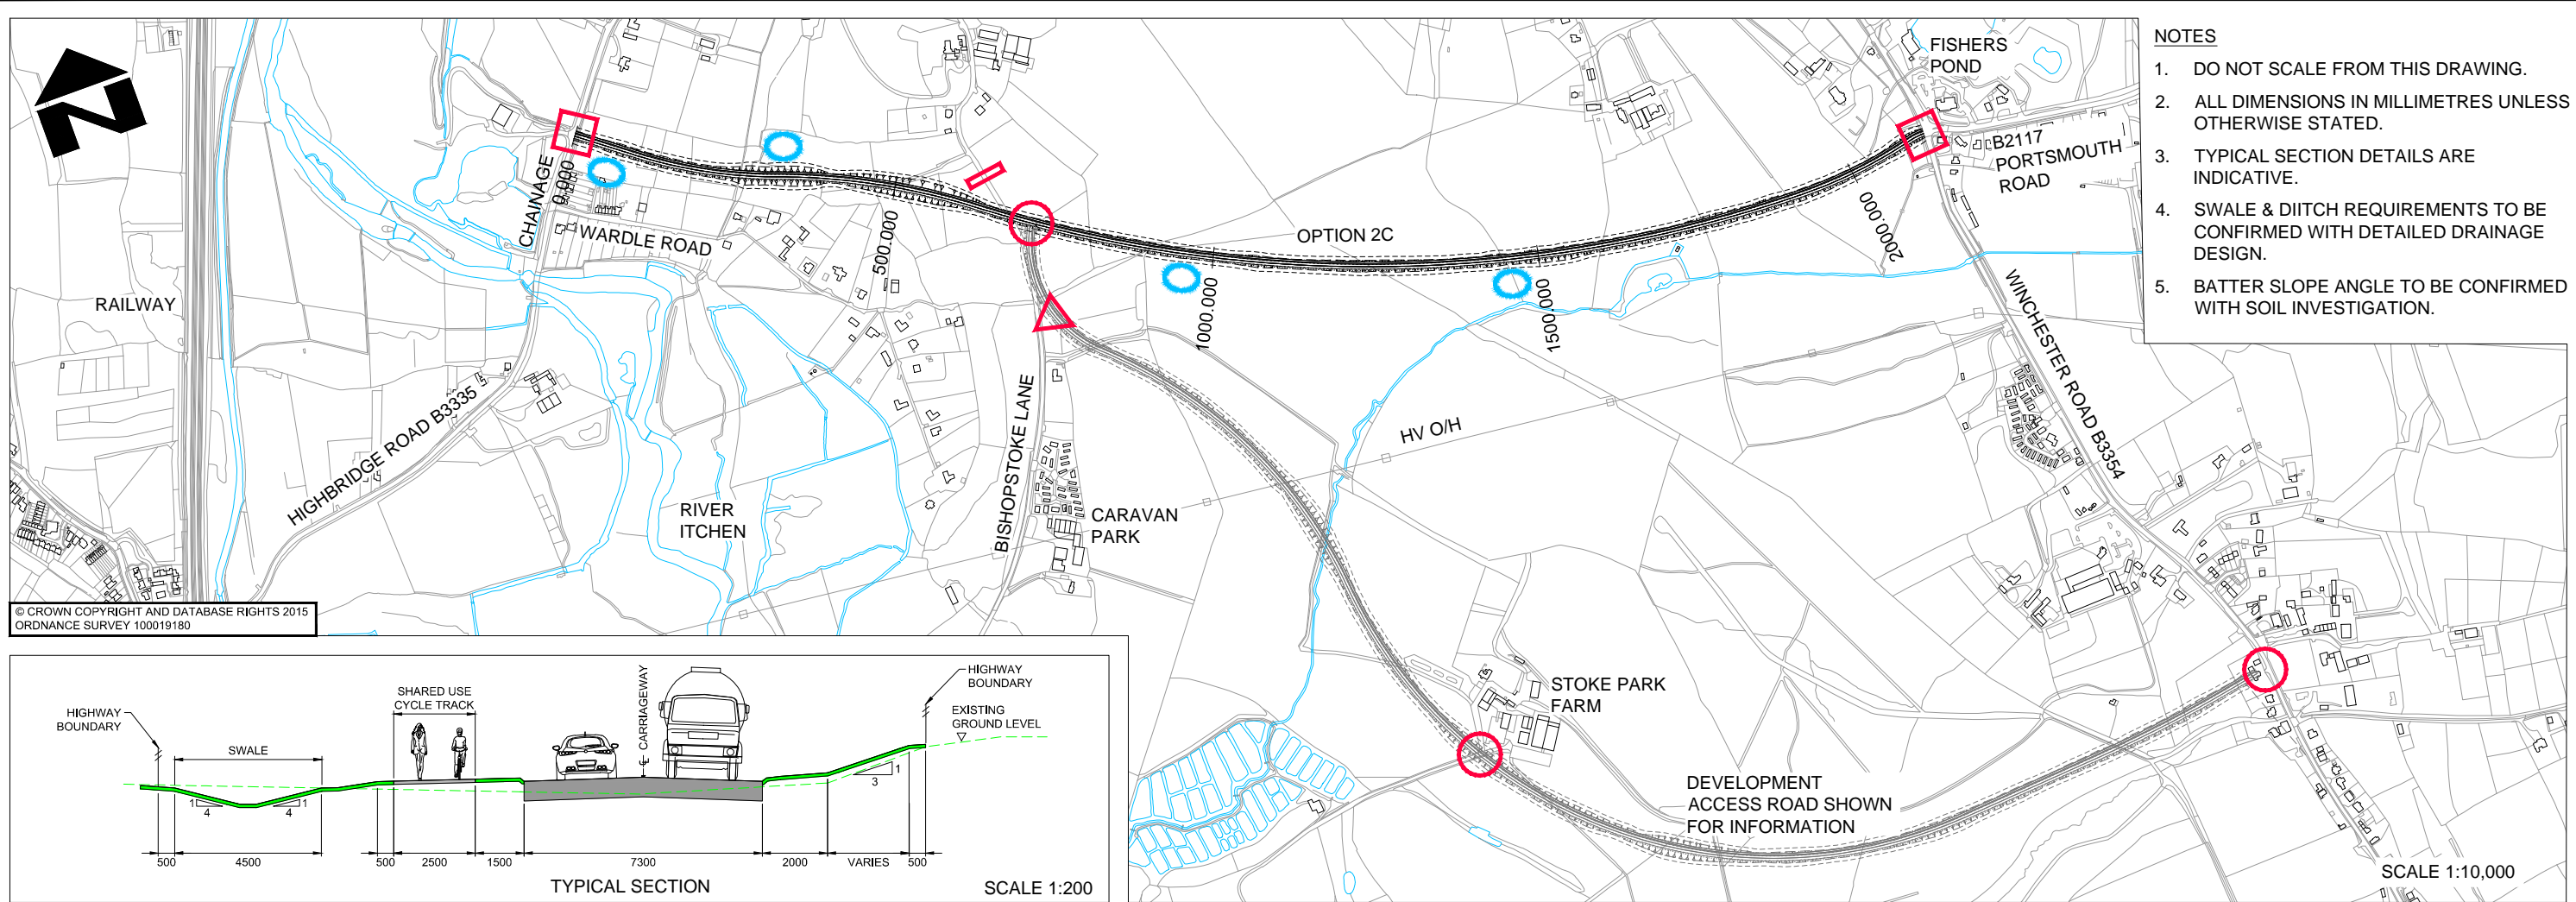 N
FISHERS
POND
B2117
PORTSMOUTH
ROAD
CHAINAGE
0.000
WARDLE ROAD
500.000
OPTION 2C
1000.000
1500.000
2000.000
RAILWAY
HIGHBRIDGE ROAD B3335
RIVER
ITCHEN
BISHOPSTOKE LANE
CARAVAN
PARK
HV O/H
WINCHESTER ROAD B3354
STOKE PARK
FARM
DEVELOPMENT
ACCESS ROAD SHOWN
FOR INFORMATION
SCALE 1:10,000
NOTES
1. DO NOT SCALE FROM THIS DRAWING.
2. ALL DIMENSIONS IN MILLIMETRES UNLESS
OTHERWISE STATED.
3. TYPICAL SECTION DETAILS ARE
INDICATIVE.
4. SWALE & DIITCH REQUIREMENTS TO BE
CONFIRMED WITH DETAILED DRAINAGE
DESIGN.
5. BATTER SLOPE ANGLE TO BE CONFIRMED
WITH SOIL INVESTIGATION.
© CROWN COPYRIGHT AND DATABASE RIGHTS 2015
ORDNANCE SURVEY 100019180
HIGHWAY
BOUNDARY
SWALE
SHARED USE
CYCLE TRACK
℄ CARRIAGEWAY
HIGHWAY
BOUNDARY
EXISTING
GROUND LEVEL
1
4
1
4
1
3
500 4500 500 2500 1500 7300 2000 VARIES 500
TYPICAL SECTION
SCALE 1:200